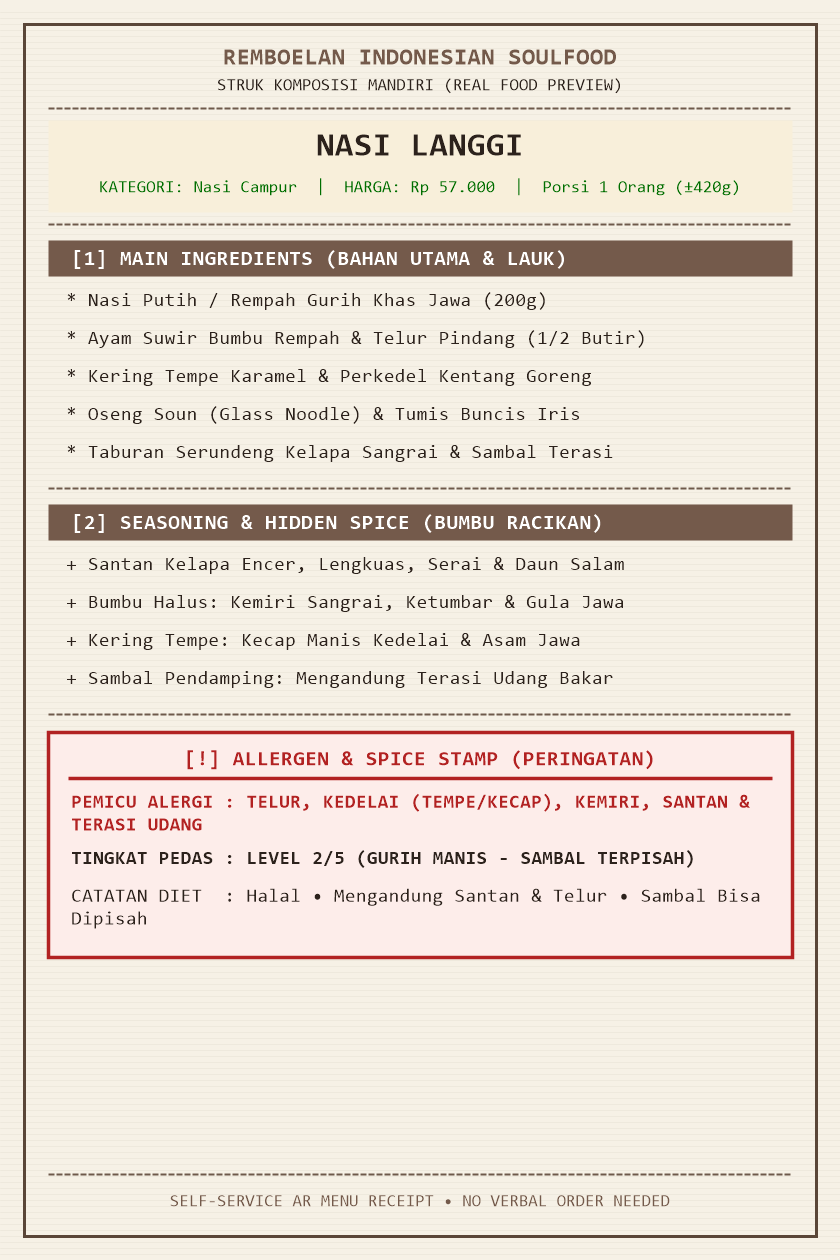 REMBOELAN INDONESIAN SOULFOOD
STRUK KOMPOSISI MANDIRI (REAL FOOD PREVIEW)
NASI LANGGI
KATEGORI: Nasi Campur | HARGA: Rp 57.000 | Porsi 1 Orang (±420g)
[1] MAIN INGREDIENTS (BAHAN UTAMA & LAUK)
* Nasi Putih / Rempah Gurih Khas Jawa (200g)
* Ayam Suwir Bumbu Rempah & Telur Pindang (1/2 Butir)
* Kering Tempe Karamel & Perkedel Kentang Goreng
* Oseng Soun (Glass Noodle) & Tumis Buncis Iris
* Taburan Serundeng Kelapa Sangrai & Sambal Terasi
[2] SEASONING & HIDDEN SPICE (BUMBU RACIKAN)
+ Santan Kelapa Encer, Lengkuas, Serai & Daun Salam
+ Bumbu Halus: Kemiri Sangrai, Ketumbar & Gula Jawa
+ Kering Tempe: Kecap Manis Kedelai & Asam Jawa
+ Sambal Pendamping: Mengandung Terasi Udang Bakar
[!] ALLERGEN & SPICE STAMP (PERINGATAN)
PEMICU ALERGI : TELUR, KEDELAI (TEMPE/KECAP), KEMIRI, SANTAN &
TERASI UDANG
TINGKAT PEDAS : LEVEL 2/5 (GURIH MANIS - SAMBAL TERPISAH)
CATATAN DIET  : Halal • Mengandung Santan & Telur • Sambal Bisa
Dipisah
SELF-SERVICE AR MENU RECEIPT • NO VERBAL ORDER NEEDED